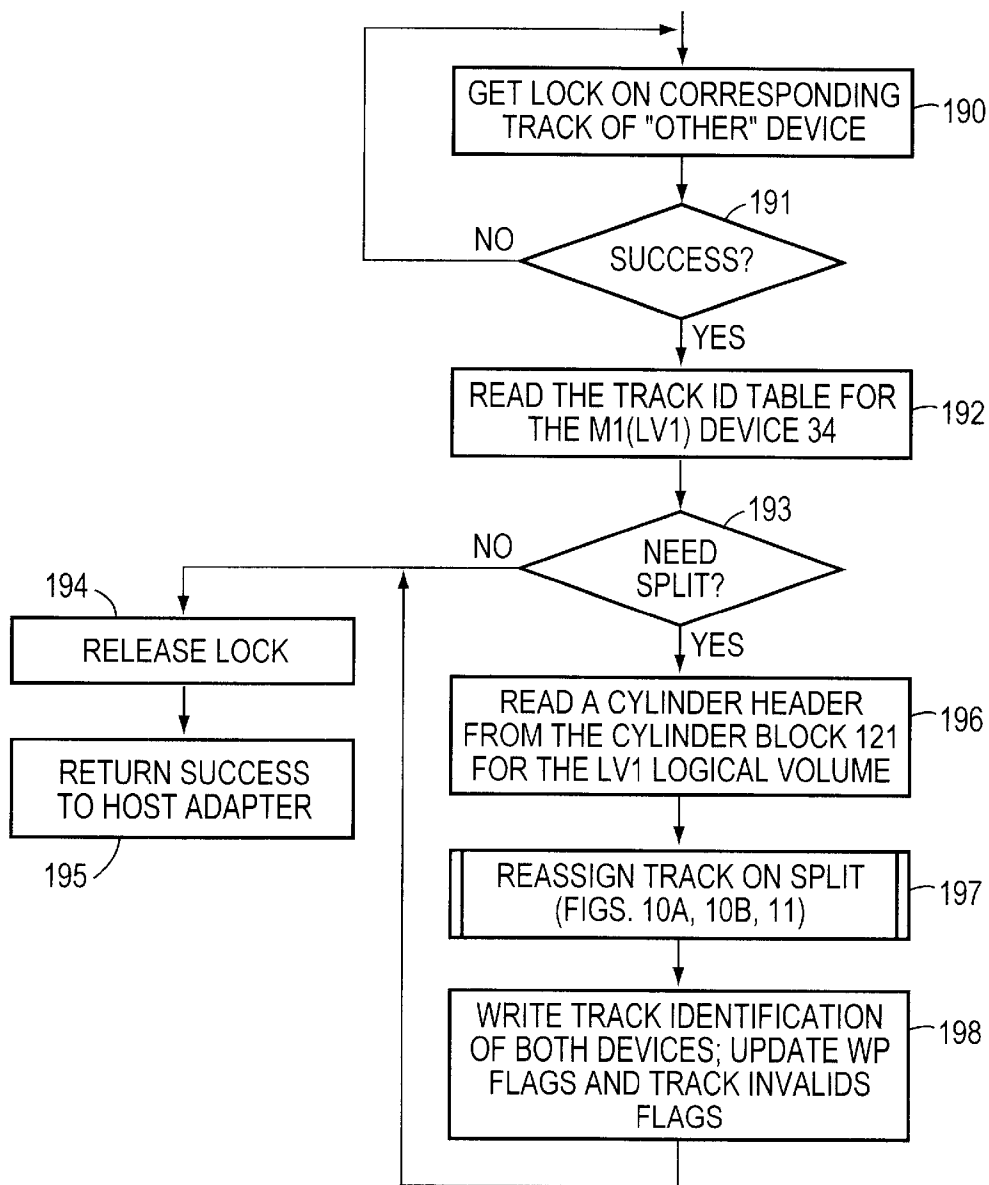 GET LOCK ON CORRESPONDING
TRACK OF "OTHER" DEVICE
190
191
NO
SUCCESS?
YES
READ THE TRACK ID TABLE FOR
THE M1(LV1) DEVICE 34
192
193
NO
NEED
SPLIT?
194
YES
RELEASE LOCK
READ A CYLINDER HEADER
FROM THE CYLINDER BLOCK 121
FOR THE LV1 LOGICAL VOLUME
196
RETURN SUCCESS
TO HOST ADAPTER
195
REASSIGN TRACK ON SPLIT
(FIGS. 10A, 10B, 11)
197
WRITE TRACK IDENTIFICATION
OF BOTH DEVICES; UPDATE WP
FLAGS AND TRACK INVALIDS
FLAGS
198